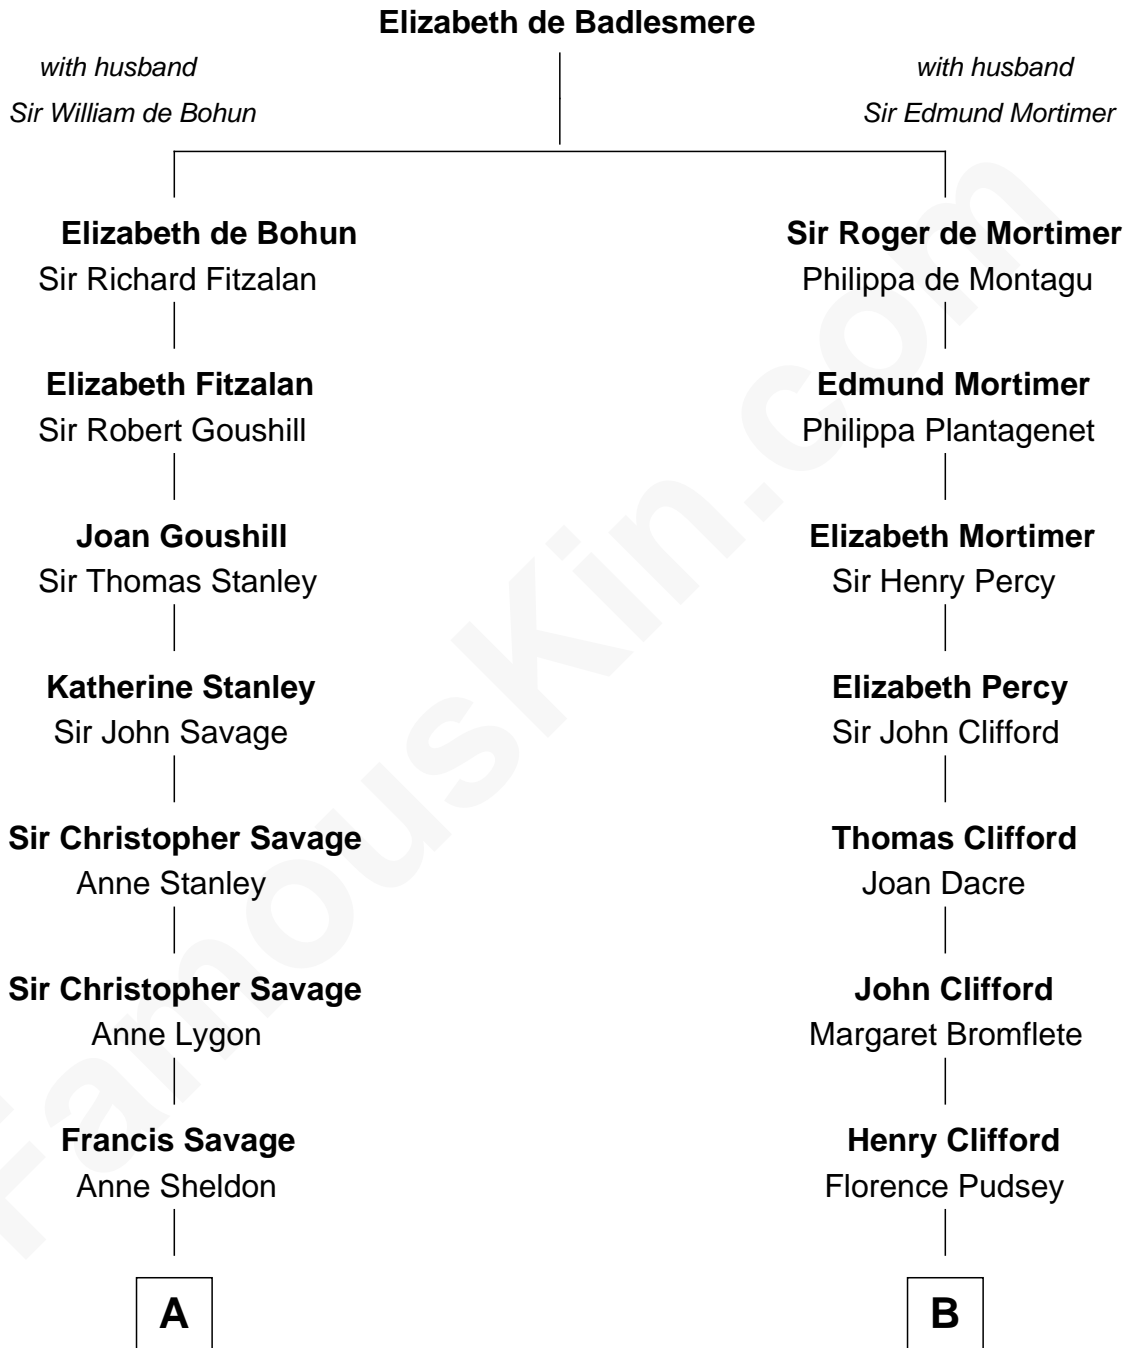 Elizabeth de Badlesmere
with husband
Sir William de Bohun
with husband
Sir Edmund Mortimer
Elizabeth de Bohun
Sir Richard Fitzalan
Sir Roger de Mortimer
Philippa de Montagu
Elizabeth Fitzalan
Sir Robert Goushill
Edmund Mortimer
Philippa Plantagenet
Joan Goushill
Sir Thomas Stanley
Elizabeth Mortimer
Sir Henry Percy
Katherine Stanley
Sir John Savage
Elizabeth Percy
Sir John Clifford
Sir Christopher Savage
Anne Stanley
Thomas Clifford
Joan Dacre
Sir Christopher Savage
Anne Lygon
John Clifford
Margaret Bromflete
Francis Savage
Anne Sheldon
Henry Clifford
Florence Pudsey
A
B
FamousKin.com